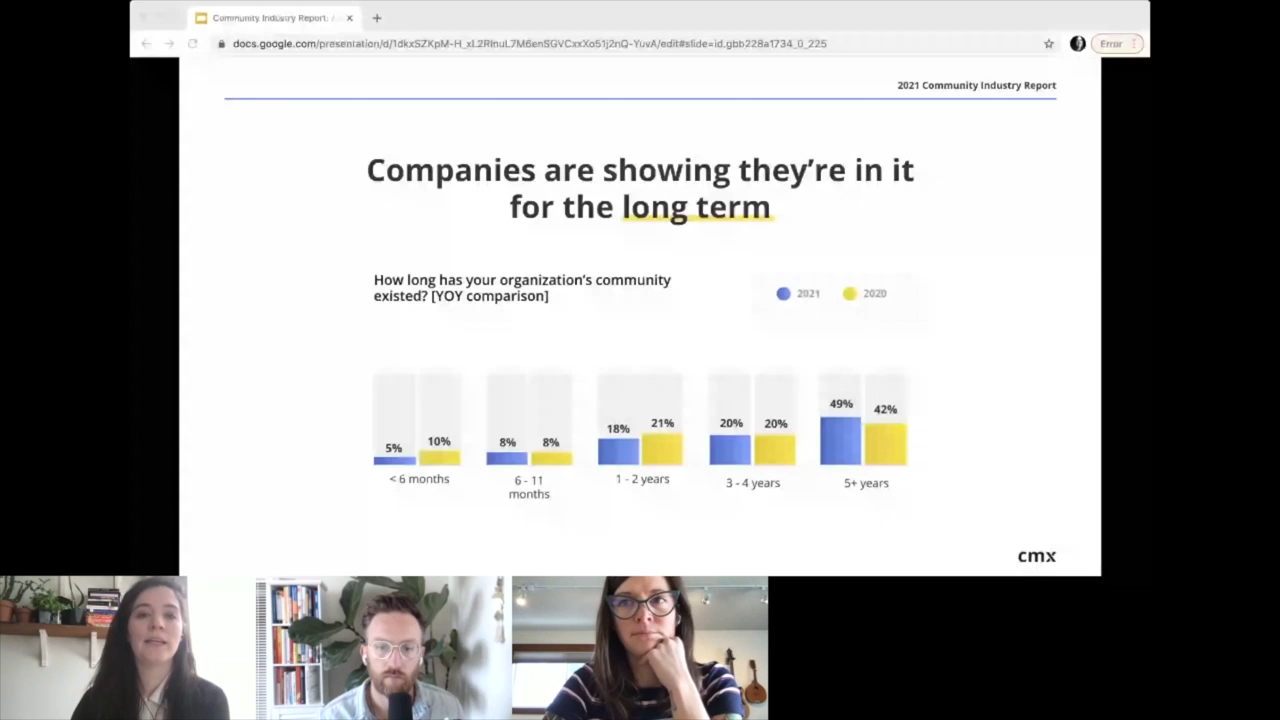 Community Industry Report:
docs.google.com/presentation/d/1dkxSZKpM-H_xL2RInuL7M6enSGVCxxXo51j2nQ-YuvA/edit#slide=id.gbb228a1734_0_225
Error
2021 Community Industry Report
Companies are showing they're in it
for the long term
How long has your organization's community
existed? [YOY comparison]
2021
2020
5%
10%
8%
8%
18%
21%
20%
20%
49%
42%
< 6 months
6 - 11
months
1 - 2 years
3 - 4 years
5+ years
cmx